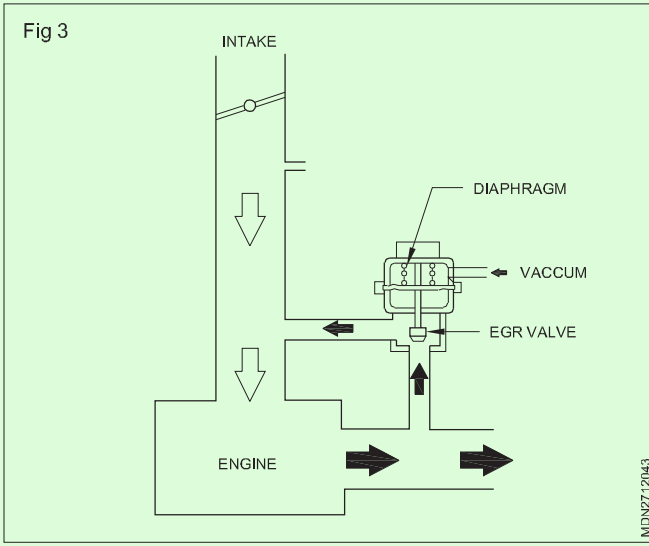 Fig 3
INTAKE
DIAPHRAGM
VACCUM
EGR VALVE
ENGINE
MDN2712043